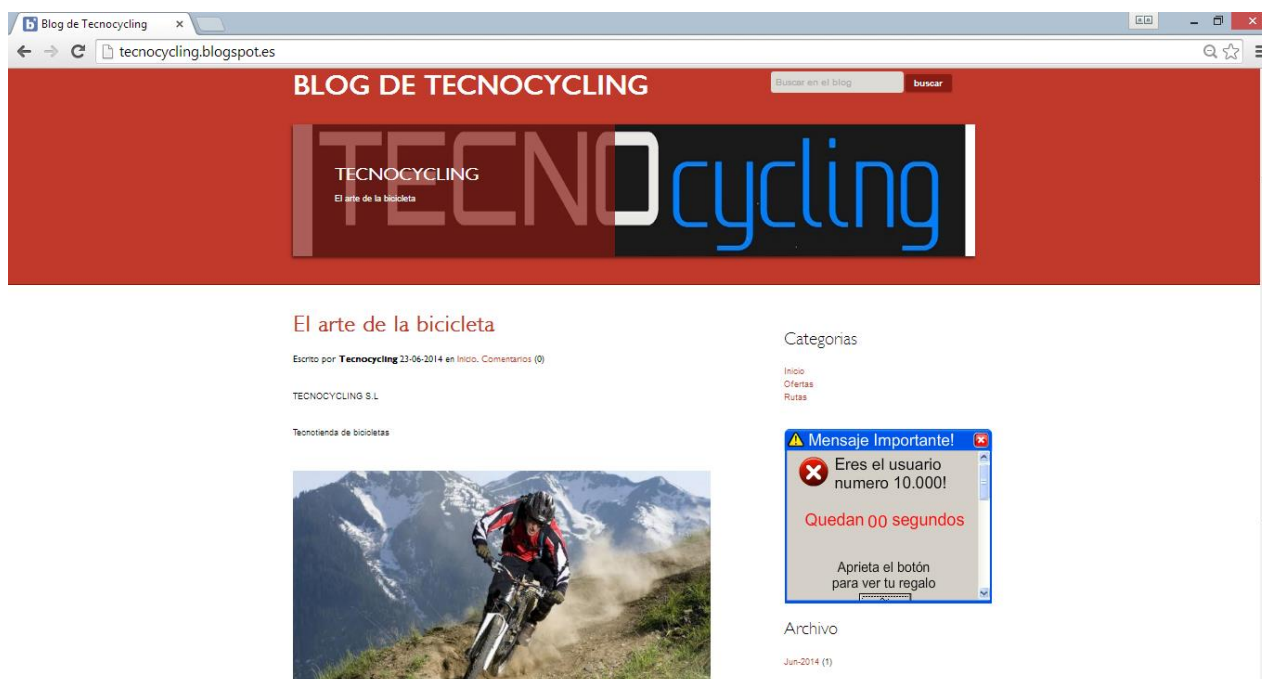 Blog de Tecnocycling
tecnocycling.blogspot.es
BLOG DE TECNOCYCLING
Buscar en el blog
buscar
TECNOcycling
TECNOCYCLING
El arte de la bicicleta
El arte de la bicicleta
Escrito por Tecnocycling 23-06-2014 en Inicio. Comentarios (0)
TECNOCYCLING S.L
Tecnotienda de bicicletas
Categorias
Inicio
Ofertas
Rutas
Mensaje Importante!
Eres el usuario
numero 10.000!
Quedan 00 segundos
Aprieta el botón
para ver tu regalo
Archivo
Jun-2014 (1)